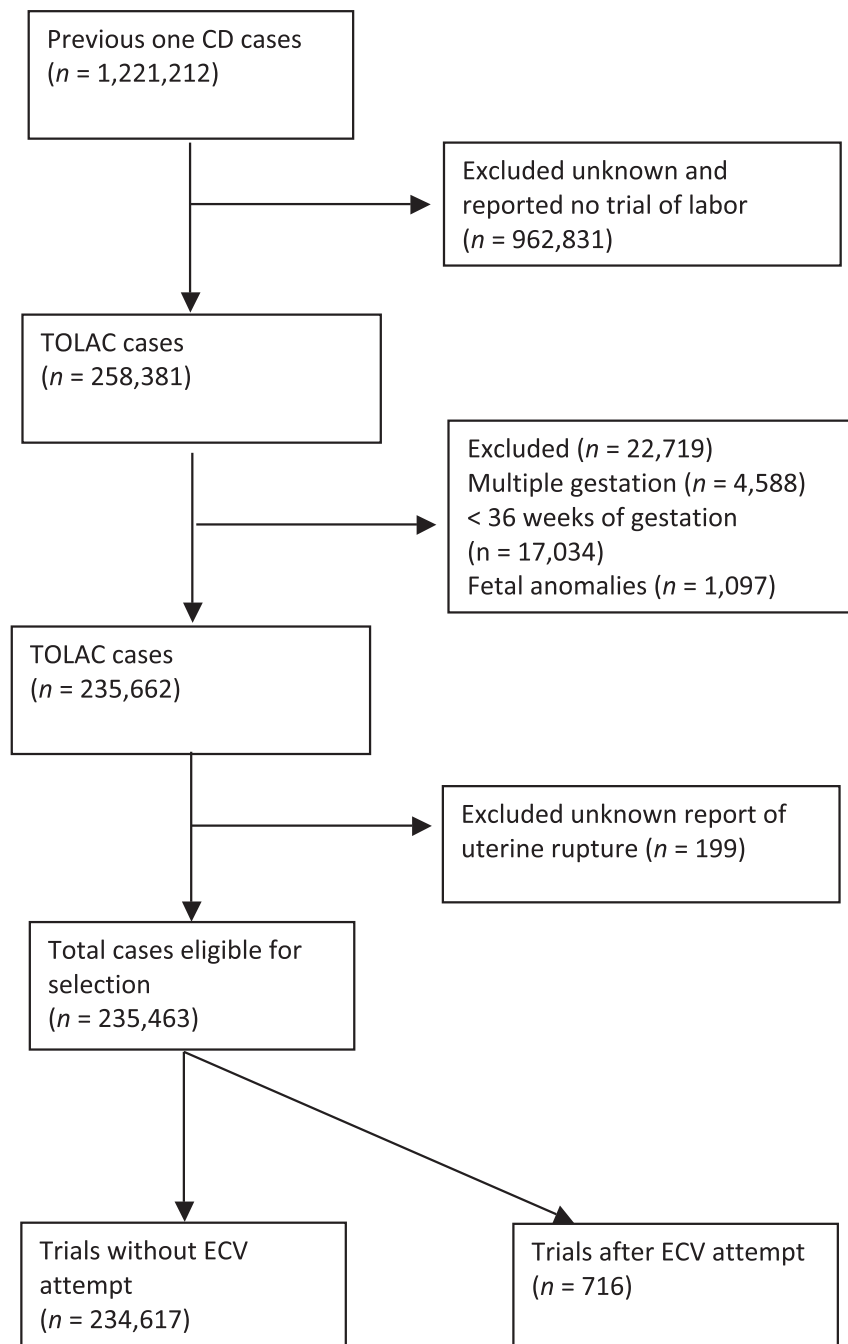 Previous one CD cases
(n = 1,221,212)
Excluded unknown and
reported no trial of labor
(n = 962,831)
TOLAC cases
(n = 258,381)
Excluded (n = 22,719)
Multiple gestation (n = 4,588)
< 36 weeks of gestation
(n = 17,034)
Fetal anomalies (n = 1,097)
TOLAC cases
(n = 235,662)
Excluded unknown report of
uterine rupture (n = 199)
Total cases eligible for
selection
(n = 235,463)
Trials without ECV
attempt
(n = 234,617)
Trials after ECV attempt
(n = 716)